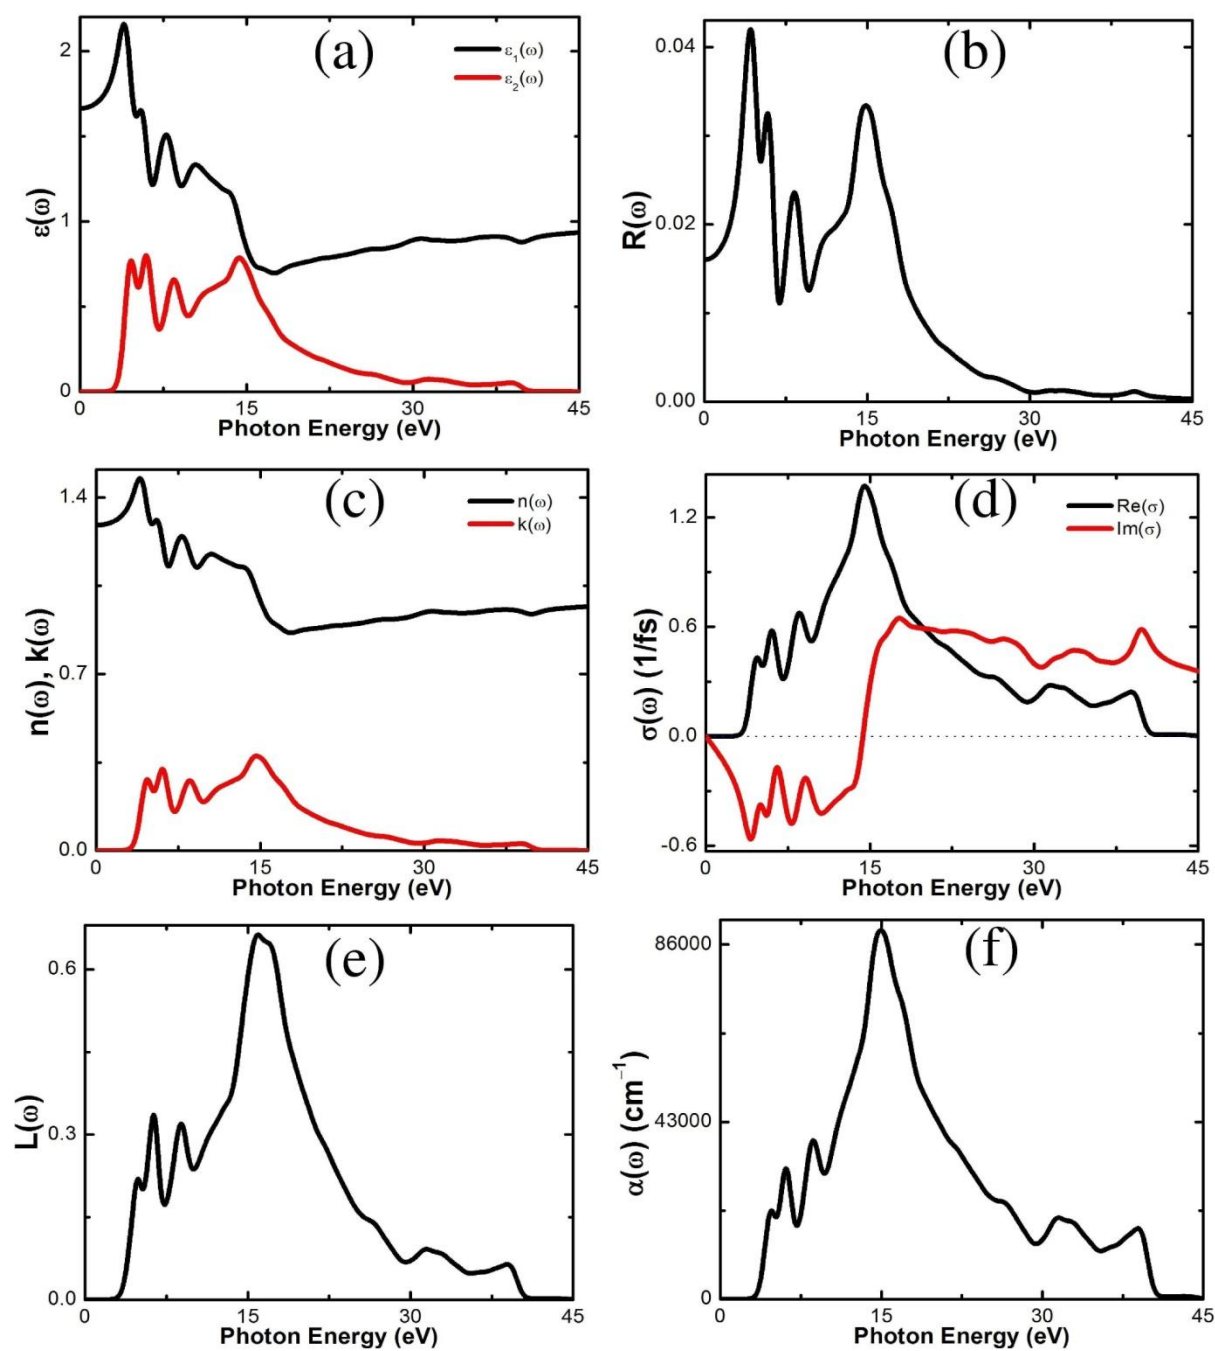 (a)
ε₁(ω)
ε₂(ω)
2
1
0
ε(ω)
0 15 30 45
Photon Energy (eV)
(b)
0.04
0.02
0.00
R(ω)
0 15 30 45
Photon Energy (eV)
(c)
n(ω)
k(ω)
1.4
0.7
0.0
n(ω), k(ω)
0 15 30 45
Photon Energy (eV)
(d)
Re(σ)
Im(σ)
1.2
0.6
0.0
-0.6
σ(ω) (1/fs)
0 15 30 45
Photon Energy (eV)
(e)
0.6
0.3
0.0
L(ω)
0 15 30 45
Photon Energy (eV)
(f)
86000
43000
0
α(ω) (cm⁻¹)
0 15 30 45
Photon Energy (eV)